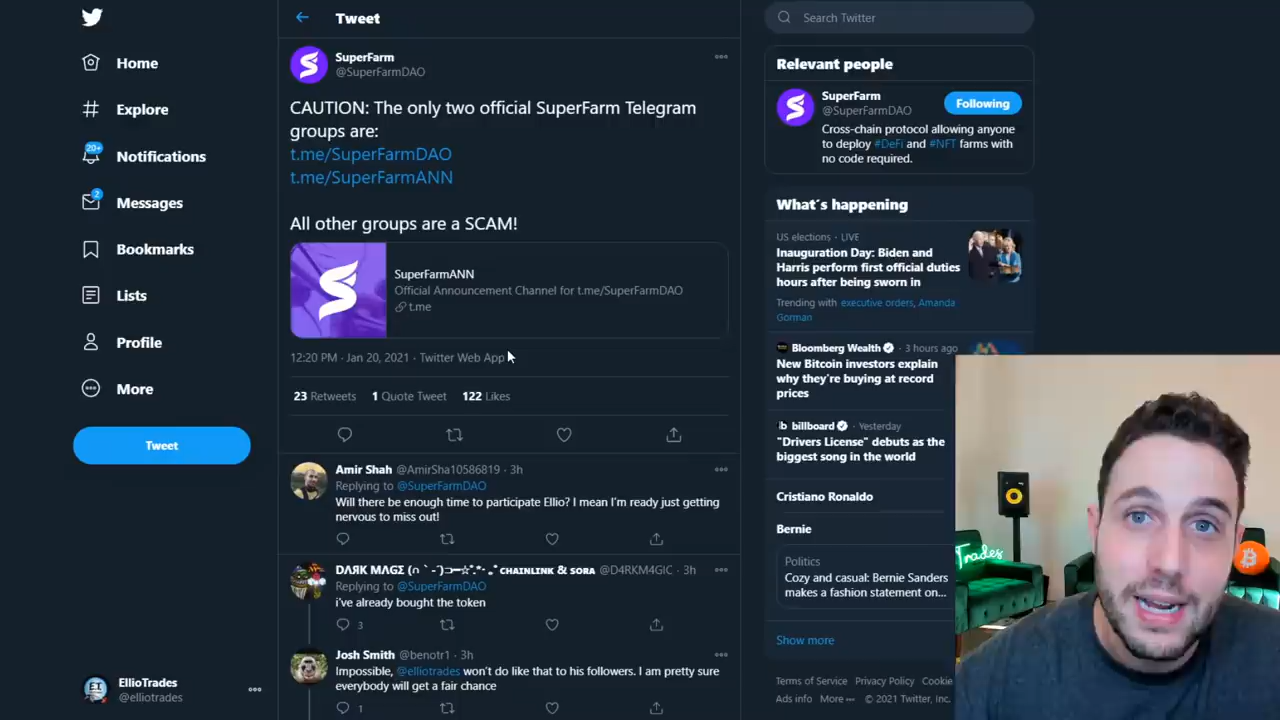 Home
Explore
20+
Notifications
2
Messages
Bookmarks
Lists
Profile
More
Tweet
EllioTrades
@elliotrades
Tweet
SuperFarm
@SuperFarmDAO
CAUTION: The only two official SuperFarm Telegram
groups are:
t.me/SuperFarmDAO
t.me/SuperFarmANN
All other groups are a SCAM!
SuperFarmANN
Official Announcement Channel for t.me/SuperFarmDAO
t.me
12:20 PM · Jan 20, 2021 · Twitter Web App
23 Retweets 1 Quote Tweet 122 Likes
Amir Shah @AmirSha10586819 · 3h
Replying to @SuperFarmDAO
Will there be enough time to participate Ellio? I mean I'm ready just getting
nervous to miss out!
CHAINLINK & SORA @D4RKM4GIC · 3h
Replying to @SuperFarmDAO
i've already bought the token
3
Josh Smith @benotr1 · 3h
Impossible, @elliotrades won't do like that to his followers. I am pretty sure
everybody will get a fair chance
1
Search Twitter
Relevant people
SuperFarm
@SuperFarmDAO
Following
Cross-chain protocol allowing anyone
to deploy #DeFi and #NFT farms with
no code required.
What's happening
US elections · LIVE
Inauguration Day: Biden and
Harris perform first official duties
hours after being sworn in
Trending with executive orders, Amanda
Gorman
Bloomberg Wealth · 3 hours ago
New Bitcoin investors explain
why they're buying at record
prices
billboard · Yesterday
"Drivers License" debuts as the
biggest song in the world
Cristiano Ronaldo
Bernie
Politics
Cozy and casual: Bernie Sanders
makes a fashion statement on...
Show more
Terms of Service Privacy Policy Cookie
Ads info More ··· © 2021 Twitter, Inc.
Trades